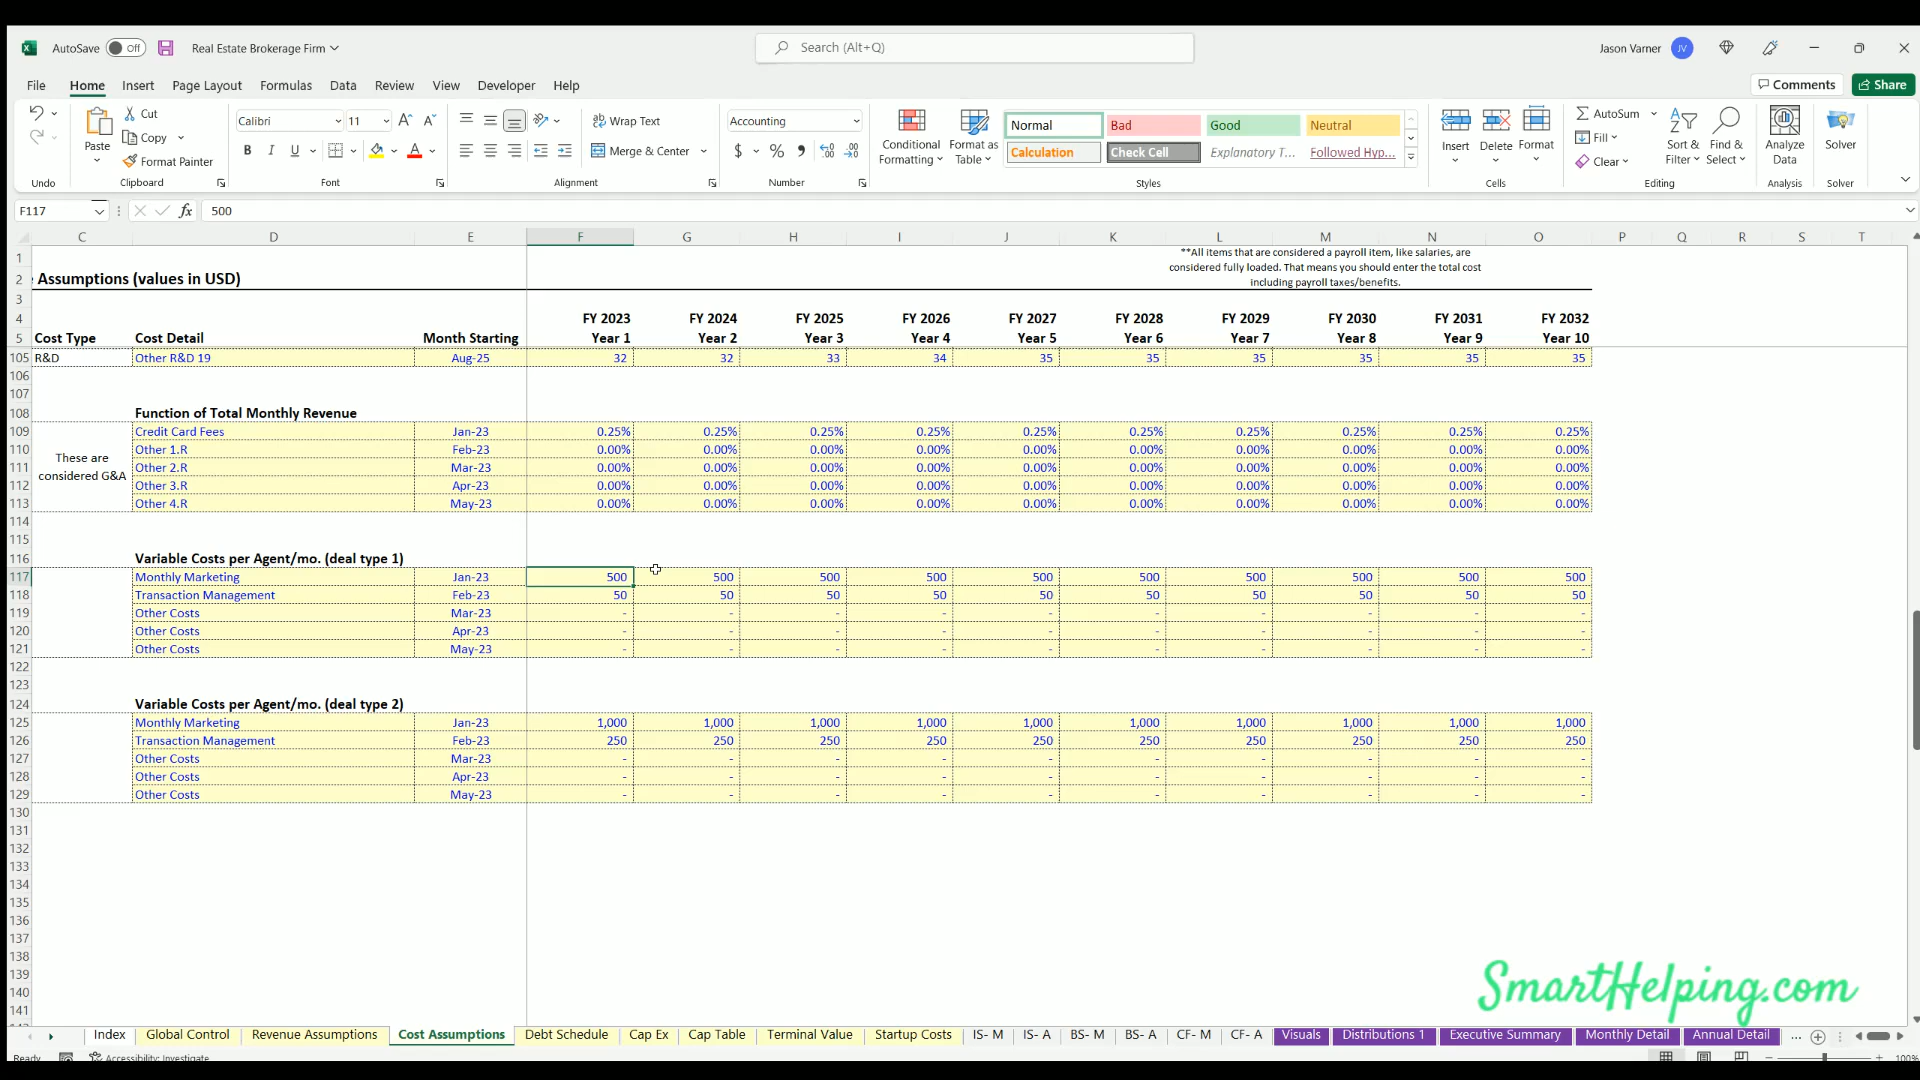 AutoSave Off Real Estate Brokerage Firm Search (Alt+Q) Jason Varner JV
File Home Insert Page Layout Formulas Data Review View Developer Help Comments Share
Paste Cut Copy Format Painter Calibri 11 B I U Wrap Text Merge & Center Accounting $ % Conditional Formatting Format as Table Normal Bad Good Neutral Calculation Check Cell Explanatory T... Followed Hyp... Insert Delete Format AutoSum Fill Clear Sort & Filter Find & Select Analyze Data Solver
Undo Clipboard Font Alignment Number Styles Cells Editing Analysis Solver
F117 fx 500
C D E F G H I J K L M N O P Q R S T
1 **All items that are considered a payroll item, like salaries, are
considered fully loaded. That means you should enter the total cost
2 Assumptions (values in USD) including payroll taxes/benefits.
3
4 FY 2023 FY 2024 FY 2025 FY 2026 FY 2027 FY 2028 FY 2029 FY 2030 FY 2031 FY 2032
5 Cost Type Cost Detail Month Starting Year 1 Year 2 Year 3 Year 4 Year 5 Year 6 Year 7 Year 8 Year 9 Year 10
105 R&D Other R&D 19 Aug-25 32 32 33 34 35 35 35 35 35 35
106
107
108 Function of Total Monthly Revenue
109 Credit Card Fees Jan-23 0.25% 0.25% 0.25% 0.25% 0.25% 0.25% 0.25% 0.25% 0.25% 0.25%
110 These are Other 1.R Feb-23 0.00% 0.00% 0.00% 0.00% 0.00% 0.00% 0.00% 0.00% 0.00% 0.00%
111 considered G&A Other 2.R Mar-23 0.00% 0.00% 0.00% 0.00% 0.00% 0.00% 0.00% 0.00% 0.00% 0.00%
112 Other 3.R Apr-23 0.00% 0.00% 0.00% 0.00% 0.00% 0.00% 0.00% 0.00% 0.00% 0.00%
113 Other 4.R May-23 0.00% 0.00% 0.00% 0.00% 0.00% 0.00% 0.00% 0.00% 0.00% 0.00%
114
115
116 Variable Costs per Agent/mo. (deal type 1)
117 Monthly Marketing Jan-23 500 500 500 500 500 500 500 500 500 500
118 Transaction Management Feb-23 50 50 50 50 50 50 50 50 50 50
119 Other Costs Mar-23 - - - - - - - - - -
120 Other Costs Apr-23 - - - - - - - - - -
121 Other Costs May-23 - - - - - - - - - -
122
123
124 Variable Costs per Agent/mo. (deal type 2)
125 Monthly Marketing Jan-23 1,000 1,000 1,000 1,000 1,000 1,000 1,000 1,000 1,000 1,000
126 Transaction Management Feb-23 250 250 250 250 250 250 250 250 250 250
127 Other Costs Mar-23 - - - - - - - - - -
128 Other Costs Apr-23 - - - - - - - - - -
129 Other Costs May-23 - - - - - - - - - -
130
131
132
133
134
135
136
137
138
139
140
141
SmartHelping.com
Index Global Control Revenue Assumptions Cost Assumptions Debt Schedule Cap Ex Cap Table Terminal Value Startup Costs IS- M IS- A BS- M BS- A CF- M CF- A Visuals Distributions 1 Executive Summary Monthly Detail Annual Detail ...
Ready Accessibility: Investigate 100%